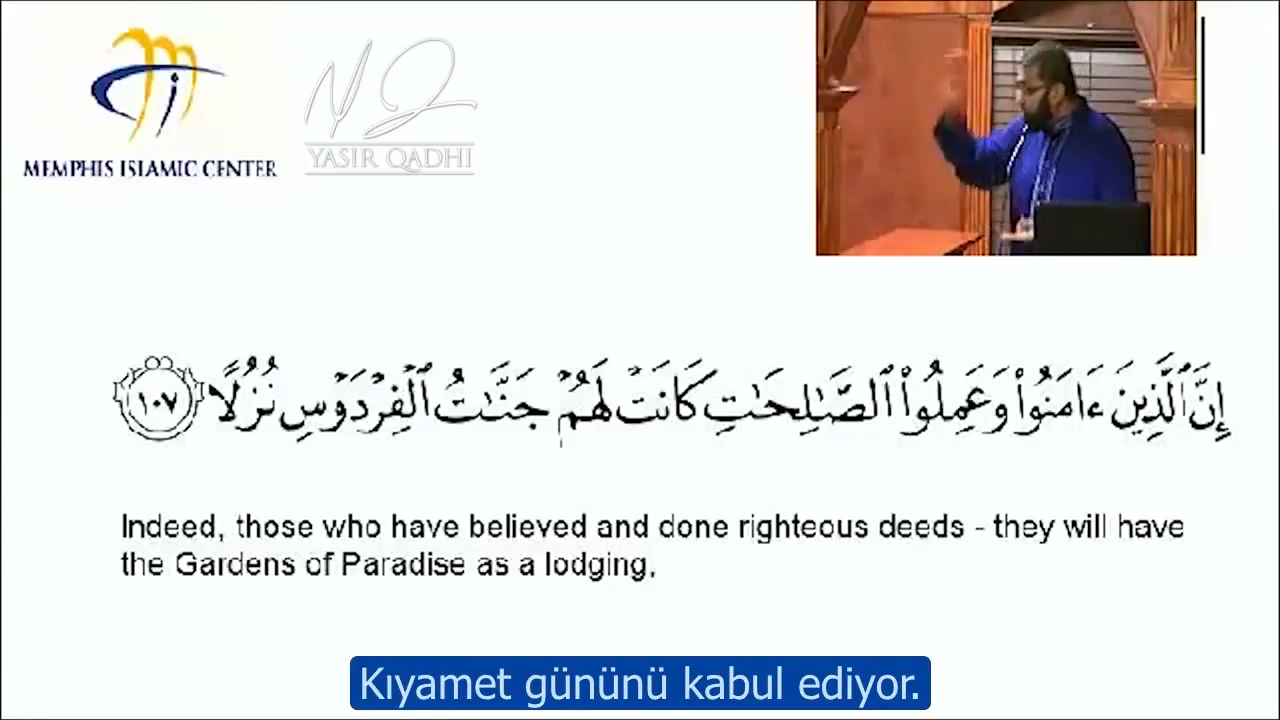 MEMPHIS ISLAMIC CENTER
YASIR QADHI
إِنَّ ٱلَّذِينَ ءَامَنُوا۟ وَعَمِلُوا۟ ٱلصَّـٰلِحَـٰتِ كَانَتْ لَهُمْ جَنَّـٰتُ ٱلْفِرْدَوْسِ نُزُلًا ١٠٧
Indeed, those who have believed and done righteous deeds - they will have
the Gardens of Paradise as a lodging,
Kıyamet gününü kabul ediyor.